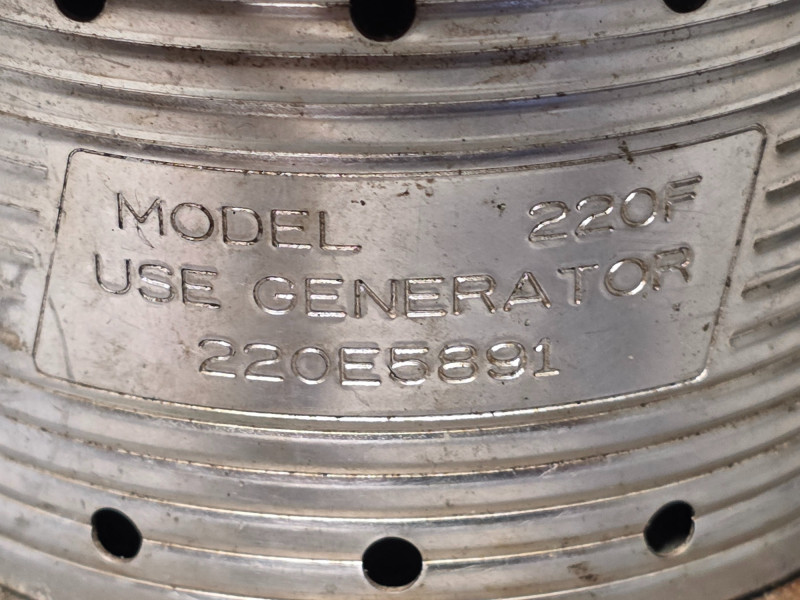 MODEL 220F
USE GENERATOR
220E5891